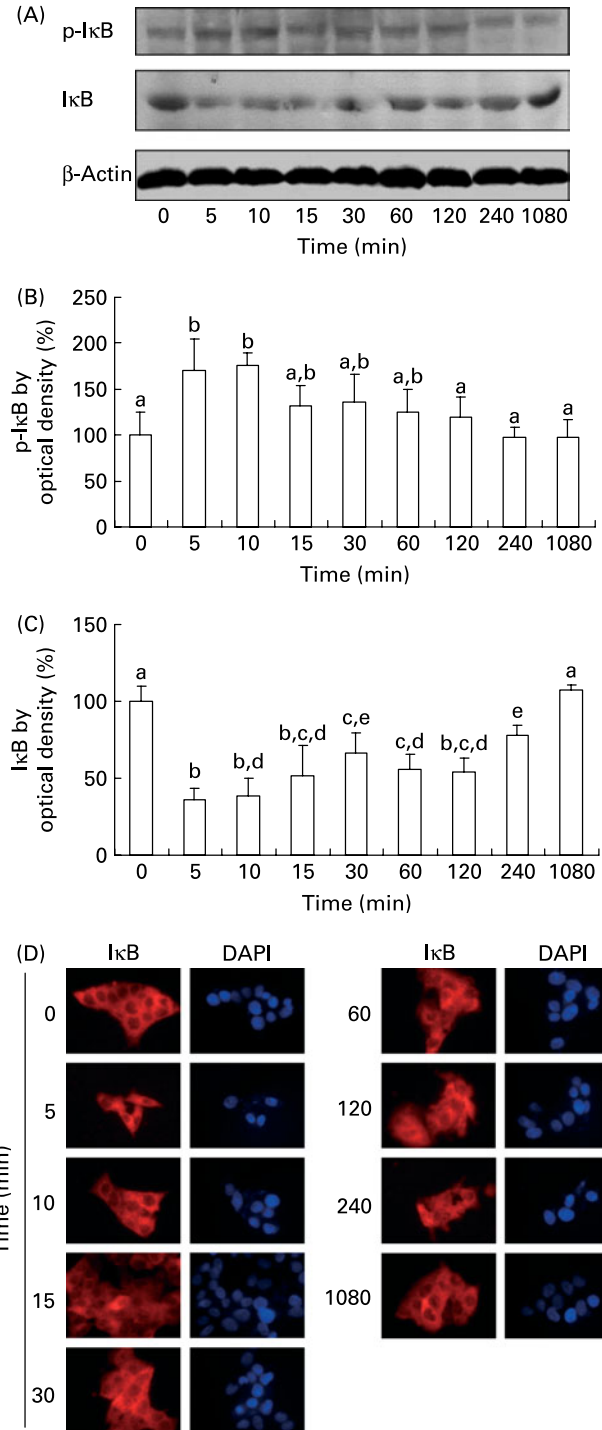 (A)
p-IκB
IκB
β-Actin
0 5 10 15 30 60 120 240 1080
Time (min)
(B)
p-IκB by
optical density (%)
250
200
150
100
50
0
a b b a,b a,b a,b a a a
0 5 10 15 30 60 120 240 1080
Time (min)
(C)
IκB by
optical density (%)
150
100
50
0
a b b,d b,c,d c,e c,d b,c,d e a
0 5 10 15 30 60 120 240 1080
Time (min)
(D) IκB DAPI IκB DAPI
Time (min)
0 60
5 120
10 240
15 1080
30